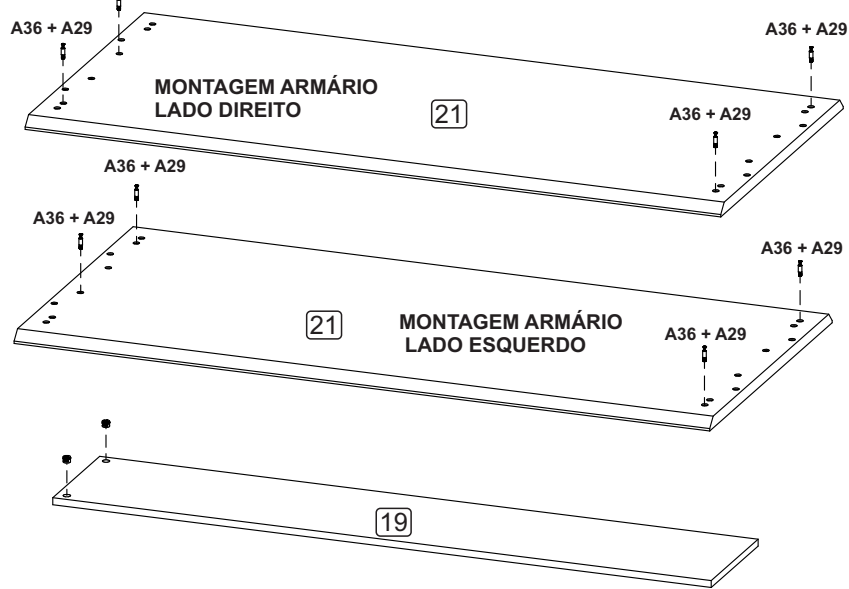 A36 + A29
A36 + A29
MONTAGEM ARMÁRIO
LADO DIREITO
21
A36 + A29
A36 + A29
A36 + A29
A36 + A29
21
MONTAGEM ARMÁRIO
LADO ESQUERDO
A36 + A29
19